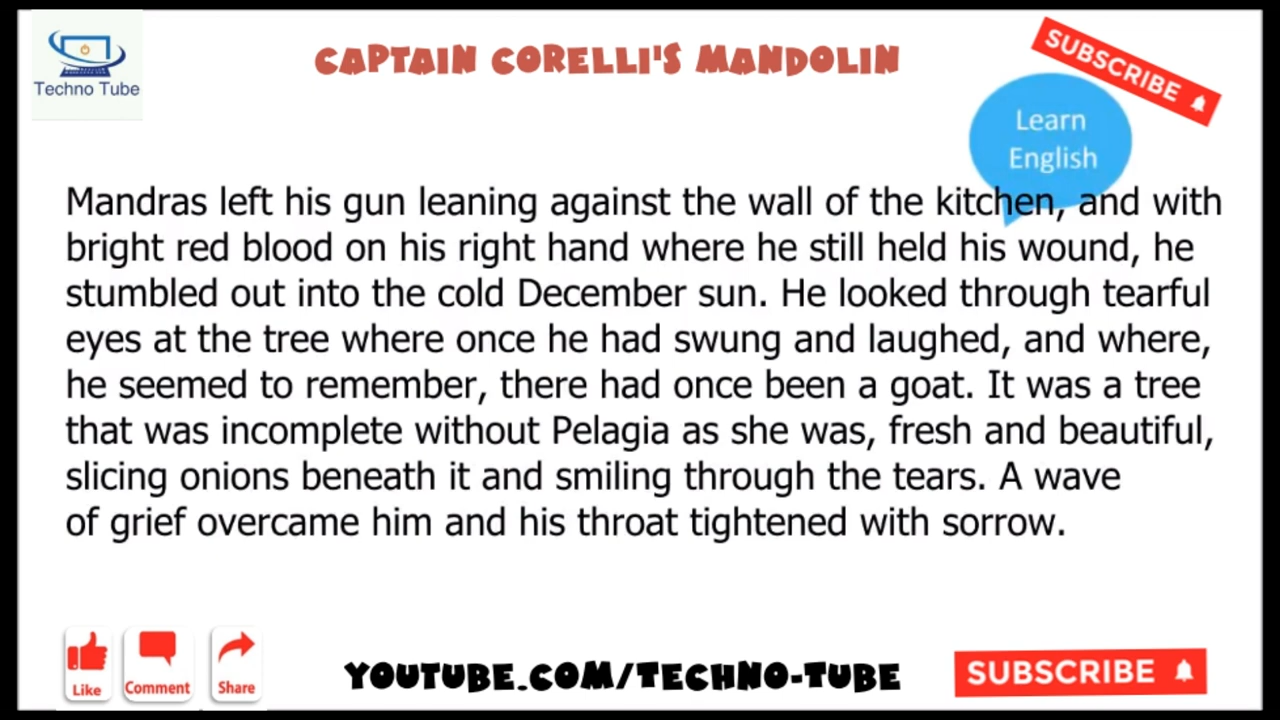 Techno Tube
CAPTAIN CORELLI'S MANDOLIN
SUBSCRIBE
Learn
English
Mandras left his gun leaning against the wall of the kitchen, and with
bright red blood on his right hand where he still held his wound, he
stumbled out into the cold December sun. He looked through tearful
eyes at the tree where once he had swung and laughed, and where,
he seemed to remember, there had once been a goat. It was a tree
that was incomplete without Pelagia as she was, fresh and beautiful,
slicing onions beneath it and smiling through the tears. A wave
of grief overcame him and his throat tightened with sorrow.
Like
Comment
Share
YOUTUBE.COM/TECHNO-TUBE
SUBSCRIBE